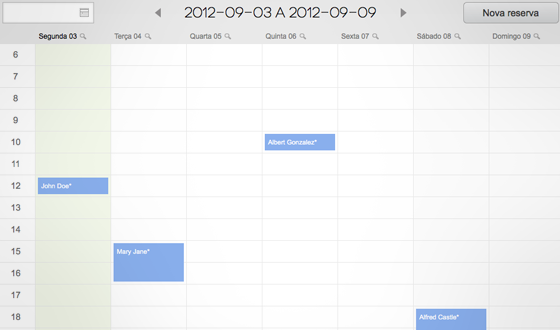 2012-09-03 A 2012-09-09
Nova reserva
Segunda 03 Terça 04 Quarta 05 Quinta 06 Sexta 07 Sábado 08 Domingo 09
6
7
8
9
10 Albert Gonzalez*
11
12 John Doe*
13
14
15 Mary Jane*
16
17
18 Alfred Castle*